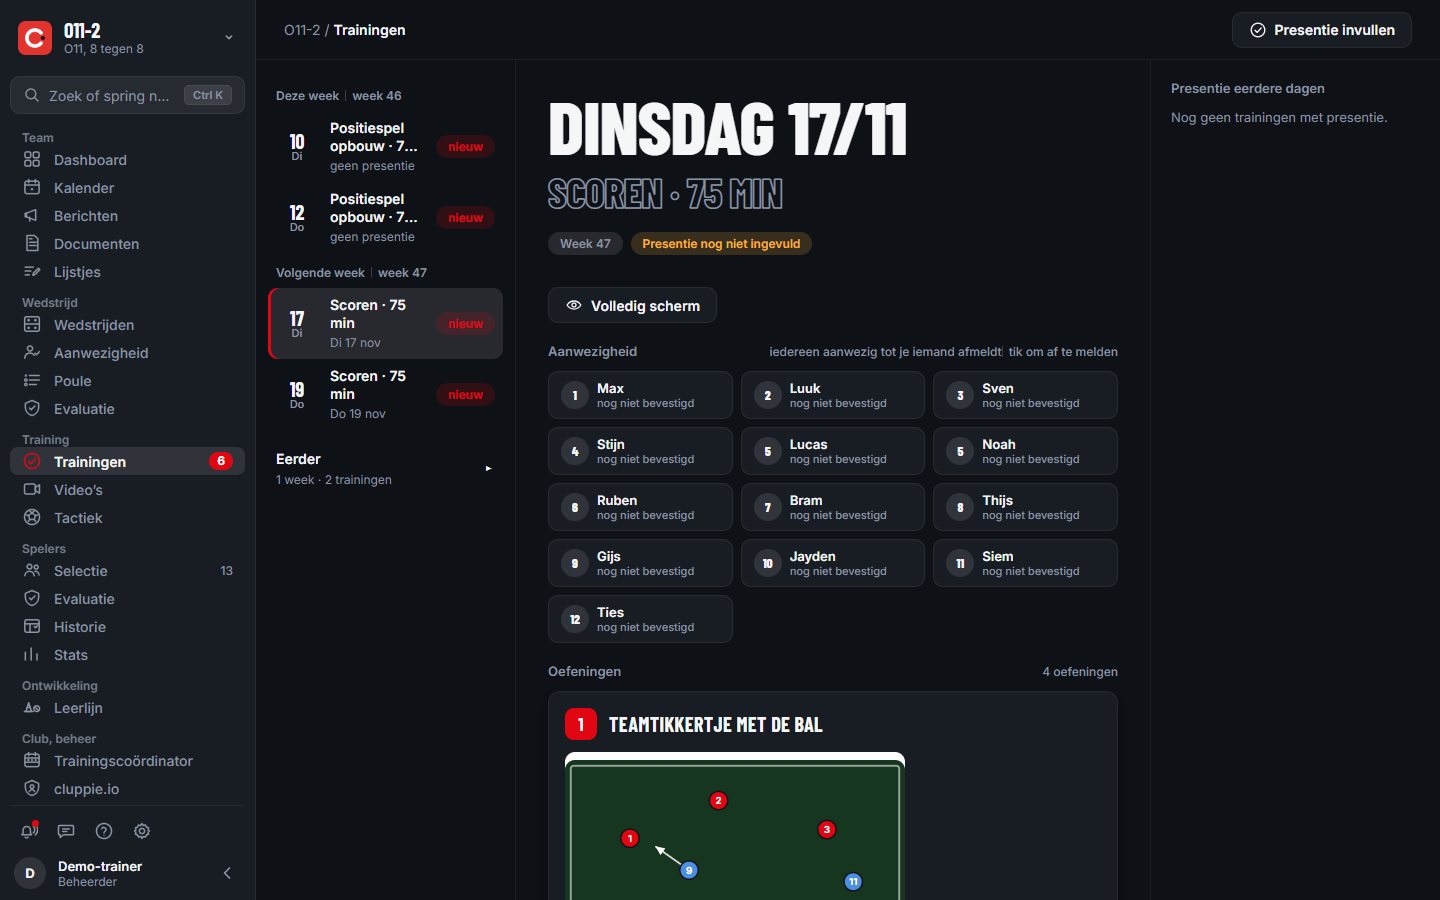 O11-2
O11, 8 tegen 8
Zoek of spring n...
Ctrl K
Team
Dashboard
Kalender
Berichten
Documenten
Lijstjes
Wedstrijd
Wedstrijden
Aanwezigheid
Poule
Evaluatie
Training
Trainingen
6
Video's
Tactiek
Spelers
Selectie
13
Evaluatie
Historie
Stats
Ontwikkeling
Leerlijn
Club, beheer
Trainingscoördinator
cluppie.io
D
Demo-trainer
Beheerder
O11-2 / Trainingen
Presentie invullen
Deze week | week 46
10
Di
Positiespel
opbouw · 7...
geen presentie
nieuw
12
Do
Positiespel
opbouw · 7...
geen presentie
nieuw
Volgende week | week 47
17
Di
Scoren · 75
min
Di 17 nov
nieuw
19
Do
Scoren · 75
min
Do 19 nov
nieuw
Eerder
1 week · 2 trainingen
DINSDAG 17/11
SCOREN · 75 MIN
Week 47
Presentie nog niet ingevuld
Volledig scherm
Aanwezigheid
iedereen aanwezig tot je iemand afmeldt | tik om af te melden
1
Max
nog niet bevestigd
2
Luuk
nog niet bevestigd
3
Sven
nog niet bevestigd
4
Stijn
nog niet bevestigd
5
Lucas
nog niet bevestigd
5
Noah
nog niet bevestigd
6
Ruben
nog niet bevestigd
7
Bram
nog niet bevestigd
8
Thijs
nog niet bevestigd
9
Gijs
nog niet bevestigd
10
Jayden
nog niet bevestigd
11
Siem
nog niet bevestigd
12
Ties
nog niet bevestigd
Oefeningen
4 oefeningen
1
TEAMTIKKERTJE MET DE BAL
2
1
3
9
11
Presentie eerdere dagen
Nog geen trainingen met presentie.